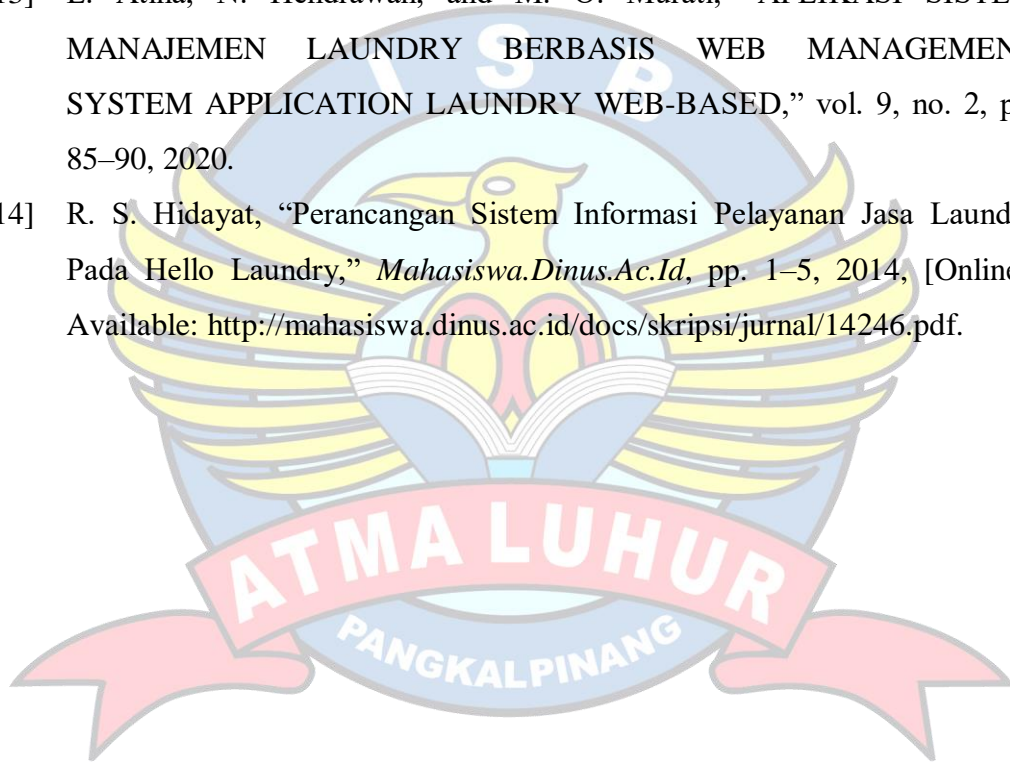 N. Hendrawan, and M. APLIKASI SISTE
MANAJEMEN LAUNDRY BERBASIS WEB MANAGEMEN
SYSTEM APPLICATION LAUNDRY WEB-BASED,” vol. 9, no. 2, p
85–90, 2020.
14] R. S. Hidayat, “Perancangan Sistem Informasi Pelayanan Jasa Laund
Pada Hello Laundry,” Mahasiswa.Dinus.Ac.Id, pp. 1–5, 2014, [Online
Available: http://mahasiswa.dinus.ac.id/docs/skripsi/jurnal/14246.pdf.
I S B
ATMA LUHUR
PANGKALPINANG